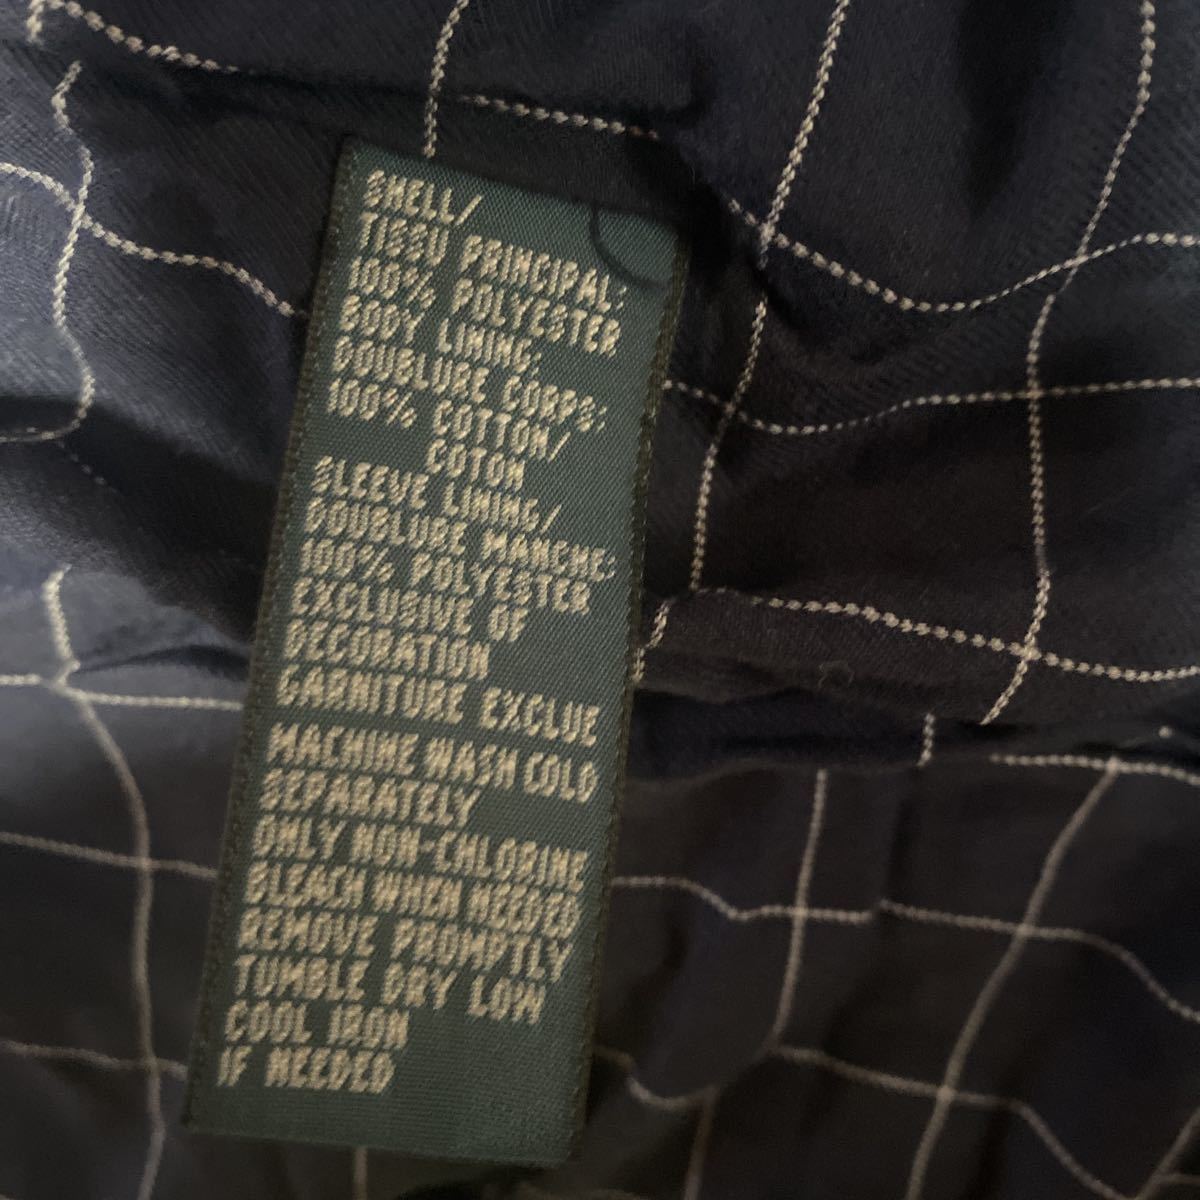 SHELL/
TISSU PRINCIPAL:
100% POLYESTER
BODY LINING:
DOUBLURE CORPS:
100% COTTON/
COTON
SLEEVE LINING/
DOUBLURE MANCHE:
100% POLYESTER
EXCLUSIVE OF
DECORATION
GARNITURE EXCLUE
MACHINE WASH COLD
SEPARATELY
ONLY NON-CHLORINE
BLEACH WHEN NEEDED
REMOVE PROMPTLY
TUMBLE DRY LOW
COOL IRON
IF NEEDED